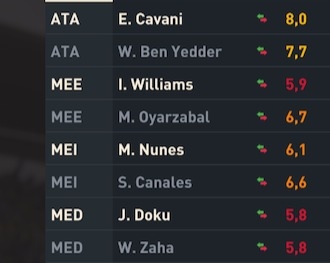 ATA E. Cavani 8,0
ATA W. Ben Yedder 7,7
MEE I. Williams 5,9
MEE M. Oyarzabal 6,7
MEI M. Nunes 6,1
MEI S. Canales 6,6
MED J. Doku 5,8
MED W. Zaha 5,8